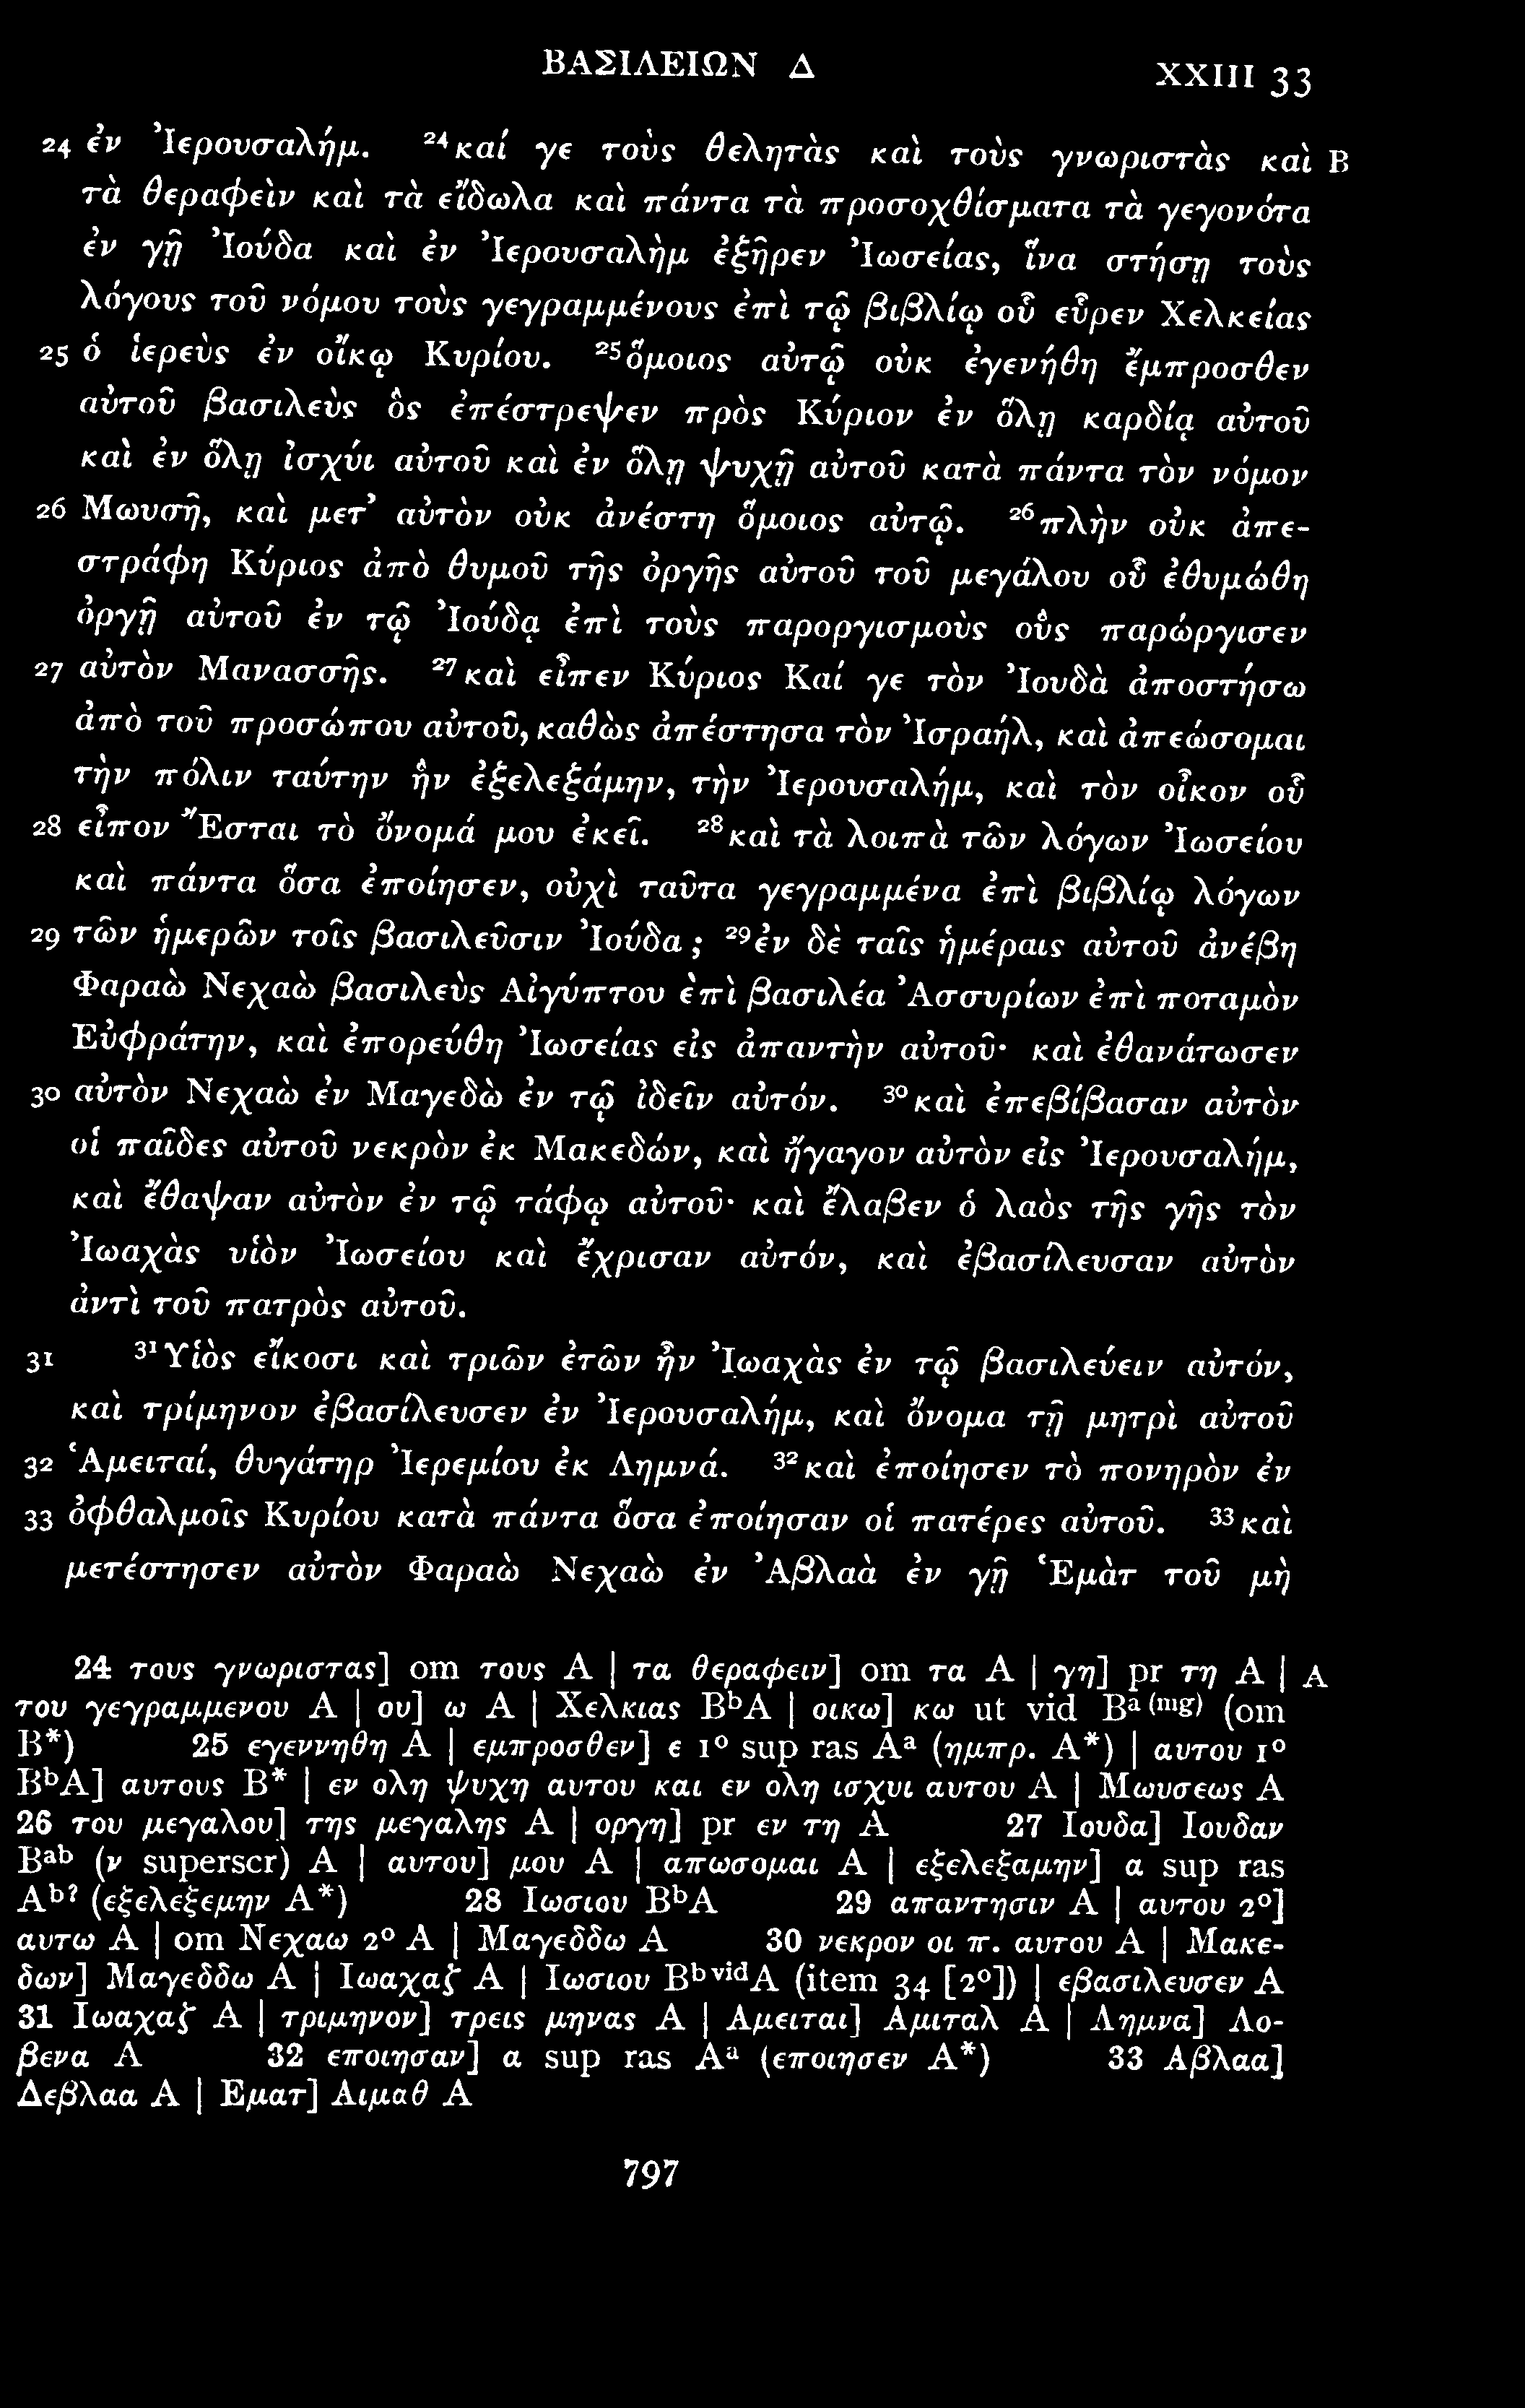 ΒΑΣΙΛΕΙΩΝ Δ XXIII 33
24 ἐν Ἰερουσαλήμ. ²⁴καί γε τοὺς θελητὰς καὶ τοὺς γνωριστὰς καὶ B
τὰ θεραφεὶν καὶ τὰ εἴδωλα καὶ πάντα τὰ προσοχθίσματα τὰ γεγονότα
ἐν γῇ Ἰούδα καὶ ἐν Ἰερουσαλὴμ ἐξῆρεν Ἰωσείας, ἵνα στήσῃ τοὺς
λόγους τοῦ νόμου τοὺς γεγραμμένους ἐπὶ τῷ βιβλίῳ οὗ εὗρεν Χελκείας
25 ὁ ἱερεὺς ἐν οἴκῳ Κυρίου. ²⁵ὅμοιος αὐτῷ οὐκ ἐγενήθη ἔμπροσθεν
αὐτοῦ βασιλεὺς ὃς ἐπέστρεψεν πρὸς Κύριον ἐν ὅλῃ καρδίᾳ αὐτοῦ
καὶ ἐν ὅλῃ ἰσχύι αὐτοῦ καὶ ἐν ὅλῃ ψυχῇ αὐτοῦ κατὰ πάντα τὸν νόμον
26 Μωυσῆ, καὶ μετ’ αὐτὸν οὐκ ἀνέστη ὅμοιος αὐτῷ. ²⁶πλὴν οὐκ ἀπε-
στράφη Κύριος ἀπὸ θυμοῦ τῆς ὀργῆς αὐτοῦ τοῦ μεγάλου οὗ ἐθυμώθη
ὀργῇ αὐτοῦ ἐν τῷ Ἰούδᾳ ἐπὶ τοὺς παροργισμοὺς οὓς παρώργισεν
27 αὐτὸν Μανασσῆς. ²⁷καὶ εἶπεν Κύριος Καί γε τὸν Ἰουδὰ ἀποστήσω
ἀπὸ τοῦ προσώπου αὐτοῦ, καθὼς ἀπέστησα τὸν Ἰσραήλ, καὶ ἀπεώσομαι
τὴν πόλιν ταύτην ἣν ἐξελεξάμην, τὴν Ἰερουσαλήμ, καὶ τὸν οἶκον οὗ
28 εἶπον Ἔσται τὸ ὄνομά μου ἐκεῖ. ²⁸καὶ τὰ λοιπὰ τῶν λόγων Ἰωσείου
καὶ πάντα ὅσα ἐποίησεν, οὐχὶ ταῦτα γεγραμμένα ἐπὶ βιβλίῳ λόγων
29 τῶν ἡμερῶν τοῖς βασιλεῦσιν Ἰούδα; ²⁹ἐν δὲ ταῖς ἡμέραις αὐτοῦ ἀνέβη
Φαραὼ Νεχαὼ βασιλεὺς Αἰγύπτου ἐπὶ βασιλέα Ἀσσυρίων ἐπὶ ποταμὸν
Εὐφράτην, καὶ ἐπορεύθη Ἰωσείας εἰς ἀπαντὴν αὐτοῦ· καὶ ἐθανάτωσεν
30 αὐτὸν Νεχαὼ ἐν Μαγεδὼ ἐν τῷ ἰδεῖν αὐτόν. ³⁰καὶ ἐπεβίβασαν αὐτὸν
οἱ παῖδες αὐτοῦ νεκρὸν ἐκ Μακεδών, καὶ ἤγαγον αὐτὸν εἰς Ἰερουσαλήμ,
καὶ ἔθαψαν αὐτὸν ἐν τῷ τάφῳ αὐτοῦ· καὶ ἔλαβεν ὁ λαὸς τῆς γῆς τὸν
Ἰωαχὰς υἱὸν Ἰωσείου καὶ ἔχρισαν αὐτόν, καὶ ἐβασίλευσαν αὐτὸν
ἀντὶ τοῦ πατρὸς αὐτοῦ.
31 ³¹Υἱὸς εἴκοσι καὶ τριῶν ἐτῶν ἦν Ἰωαχὰς ἐν τῷ βασιλεύειν αὐτόν,
καὶ τρίμηνον ἐβασίλευσεν ἐν Ἰερουσαλήμ, καὶ ὄνομα τῇ μητρὶ αὐτοῦ
32 Ἁμειταί, θυγάτηρ Ἰερεμίου ἐκ Λημνά. ³²καὶ ἐποίησεν τὸ πονηρὸν ἐν
33 ὀφθαλμοῖς Κυρίου κατὰ πάντα ὅσα ἐποίησαν οἱ πατέρες αὐτοῦ. ³³καὶ
μετέστησεν αὐτὸν Φαραὼ Νεχαὼ ἐν Ἀβλαὰ ἐν γῇ Ἑμὰτ τοῦ μὴ
24 τους γνωριστας] om τους A | τα θεραφειν] om τα A | γη] pr τη A | A
του γεγραμμενου A | ου] ω A | Χελκιας BᵇA | οικω] κω ut vid Bᵃ⁽ᵐᵍ⁾ (om
B*) 25 εγεννηθη A | εμπροσθεν] ε 1° sup ras Aᵃ (ημπρ. A*) | αυτου 1°
BᵇA] αυτους B* | εν ολη ψυχη αυτου και εν ολη ισχυι αυτου A | Μωυσεως A
26 του μεγαλου] της μεγαλης A | οργη] pr εν τη A 27 Ιουδα] Ιουδαν
Bᵃᵇ (ν superscr) A | αυτου] μου A | απωσομαι A | εξελεξαμην] α sup ras
Aᵇ? (εξελεξεμην A*) 28 Ιωσιου BᵇA 29 απαντησιν A | αυτου 2°]
αυτω A | om Νεχαω 2° A | Μαγεδδω A 30 νεκρον οι π. αυτου A | Μακε-
δων] Μαγεδδω A | Ιωαχαζ A | Ιωσιου BᵇᵛⁱᵈA (item 34 [2°]) | εβασιλευσεν A
31 Ιωαχαζ A | τριμηνον] τρεις μηνας A | Αμειται] Αμιταλ A | Λημνα] Λο-
βενα A 32 εποιησαν] α sup ras Aᵃ (εποιησεν A*) 33 Αβλαα]
Δεβλαα A | Εματ] Αιμαθ A
797